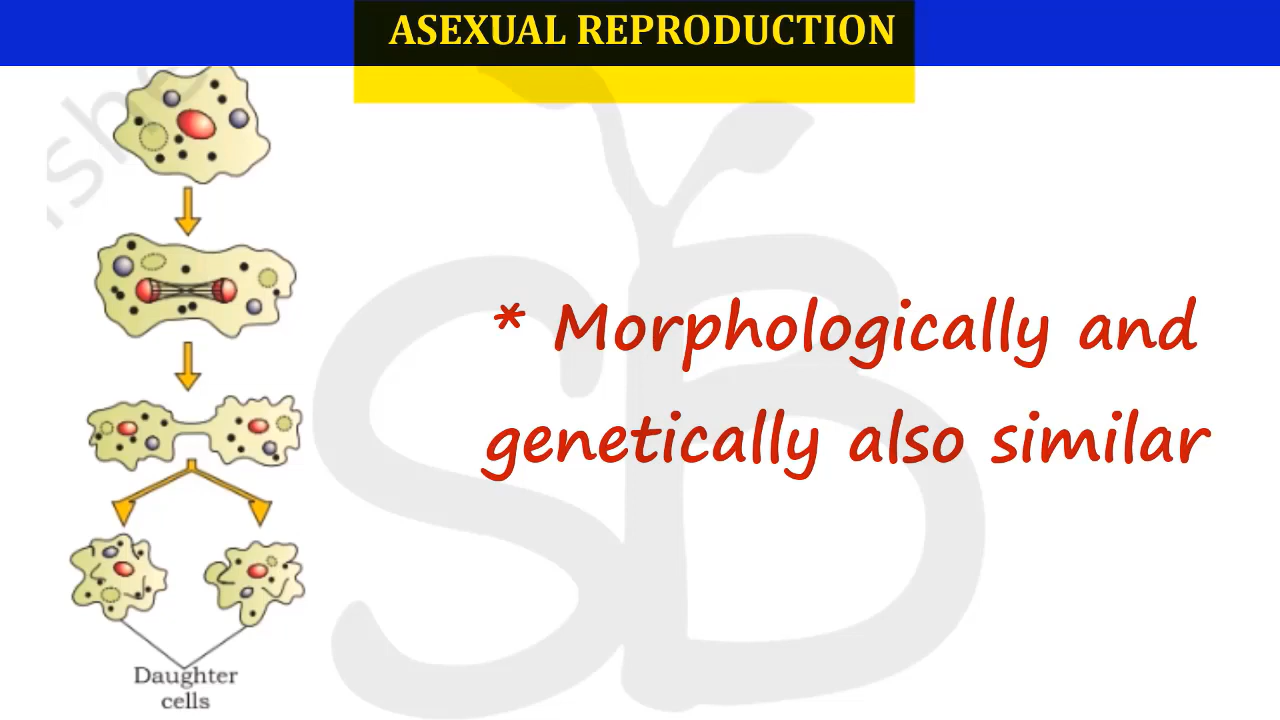 ASEXUAL REPRODUCTION
* Morphologically and
genetically also similar
Daughter
cells